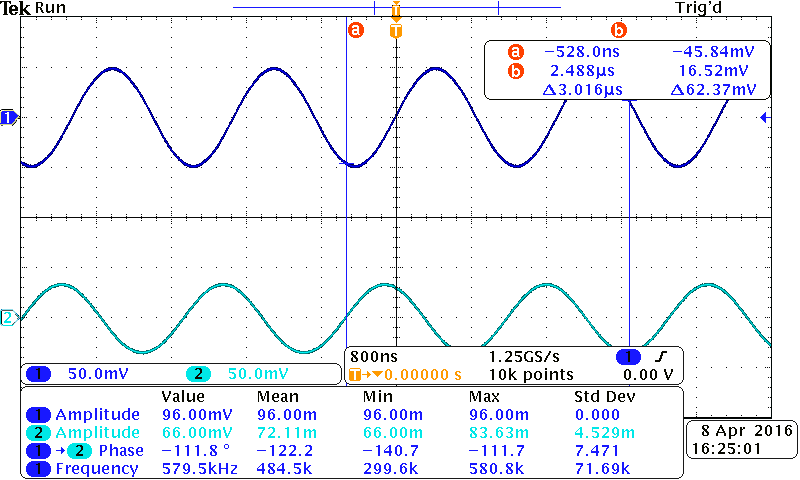 Tek Run Trig'd
T
a b
T
a −528.0ns −45.84mV
b 2.488µs 16.52mV
Δ3.016µs Δ62.37mV
1
2
1 50.0mV 2 50.0mV
800ns 1.25GS/s 1
T→▼0.00000 s 10k points 0.00 V
Value Mean Min Max Std Dev
1 Amplitude 96.00mV 96.00m 96.00m 96.00m 0.000
2 Amplitude 66.00mV 72.11m 66.00m 83.63m 4.529m
1 → 2 Phase −111.8 ° −122.2 −140.7 −111.7 7.471
1 Frequency 579.5kHz 484.5k 299.6k 580.8k 71.69k
8 Apr 2016
16:25:01